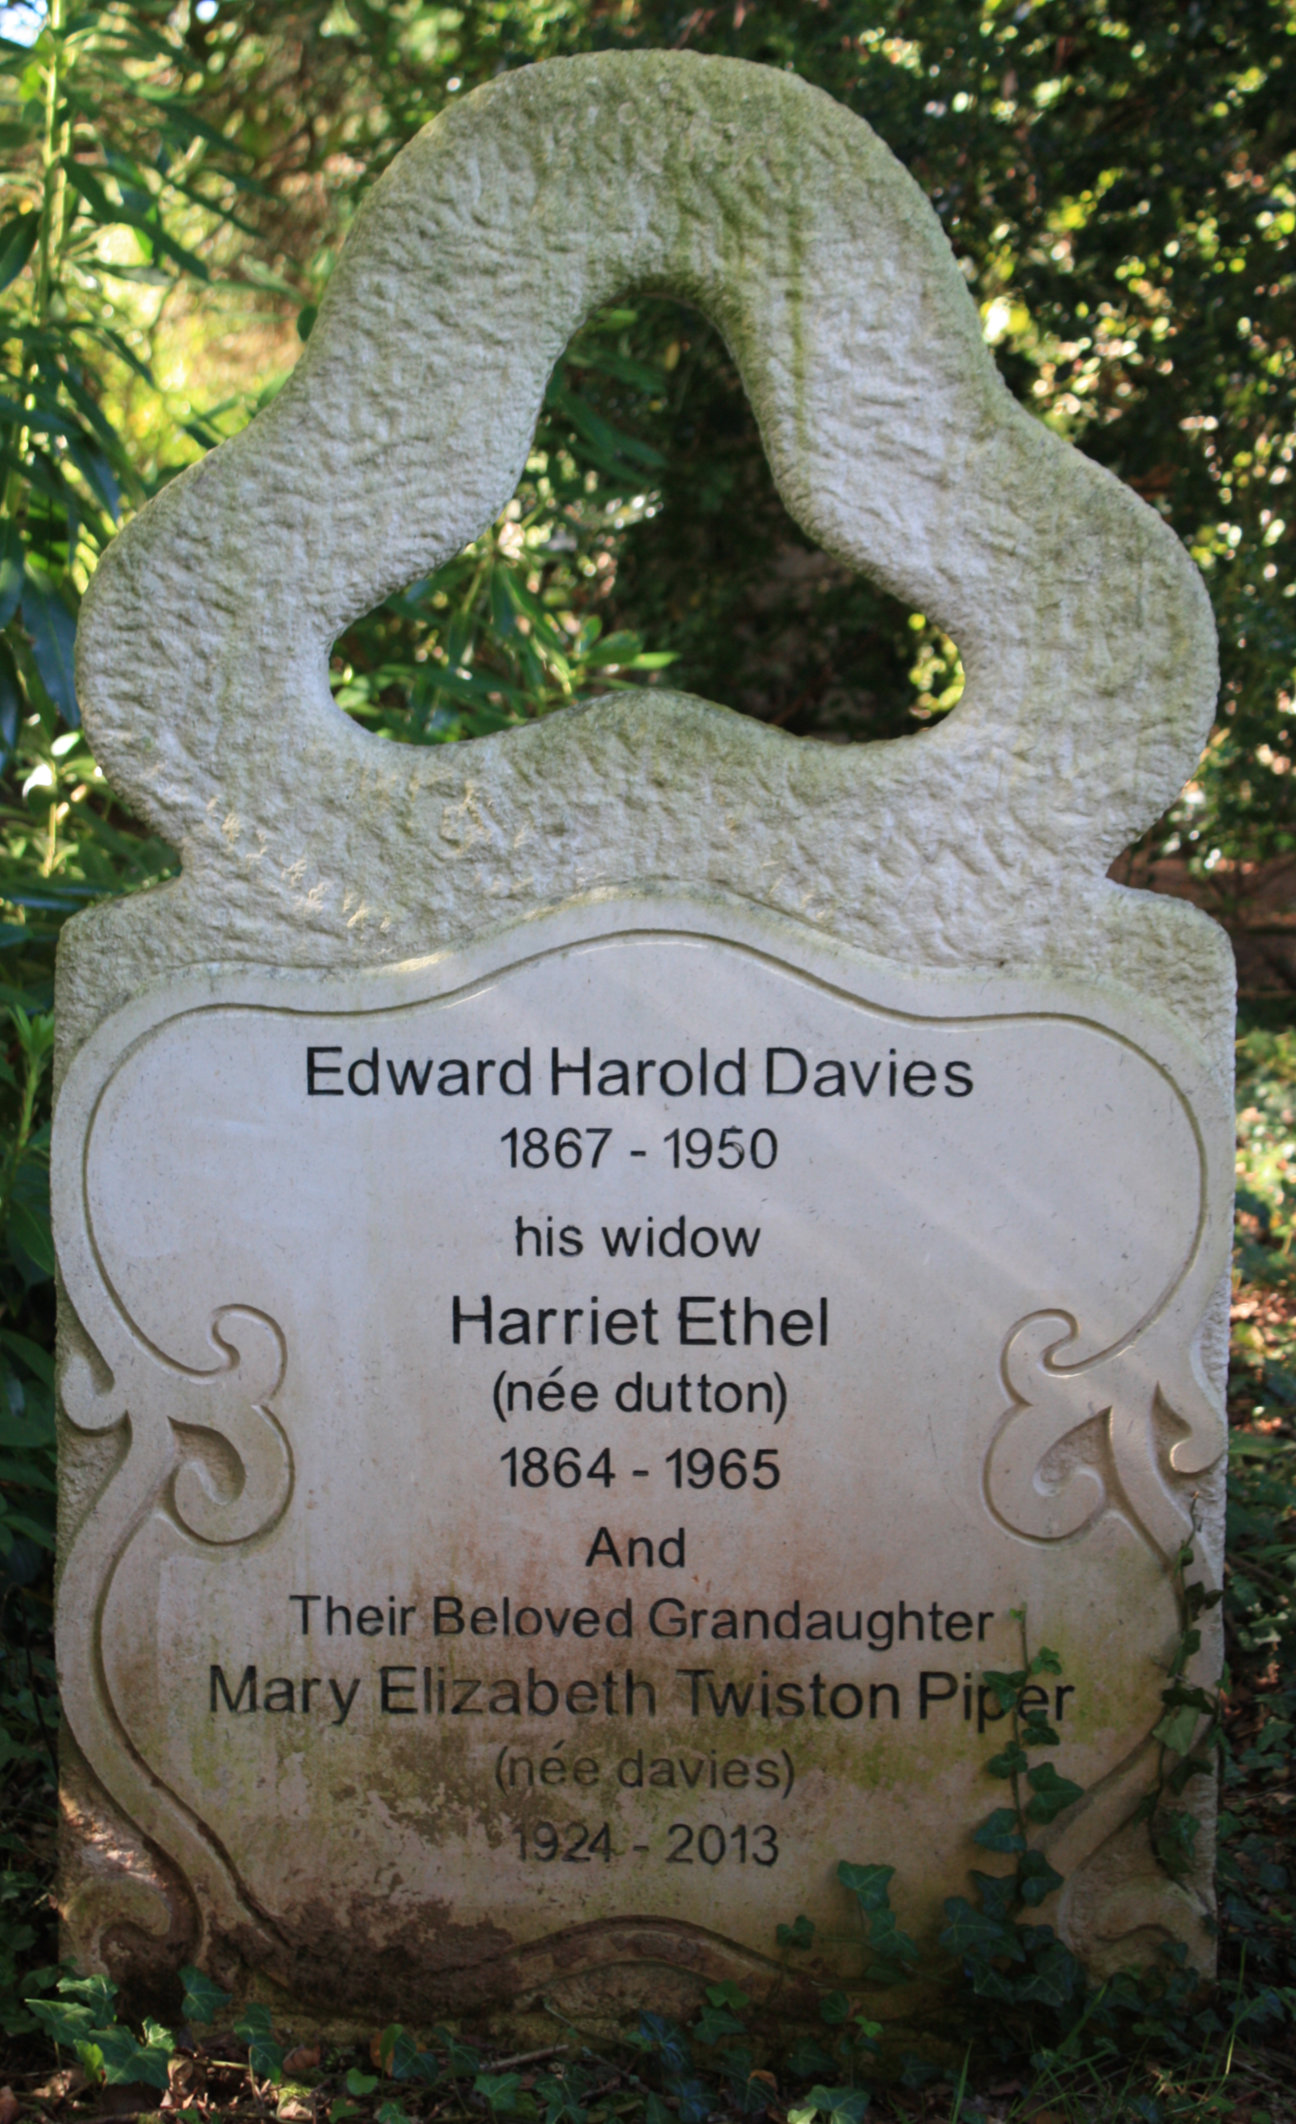 Edward Harold Davies
1867 - 1950
his widow
Harriet Ethel
(née dutton)
1864 - 1965
And
Their Beloved Grandaughter
Mary Elizabeth Twiston Piper
(née davies)
1924 - 2013